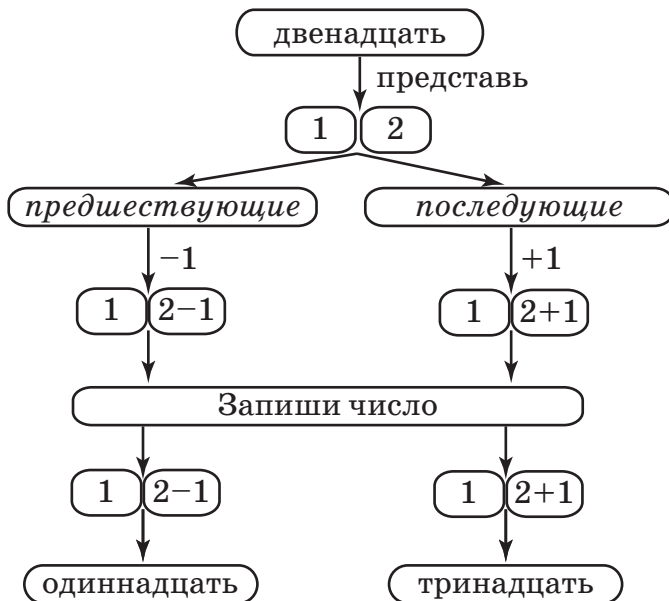 двенадцать
представь
1 2
предшествующие последующие
−1 +1
1 2−1 1 2+1
Запиши число
1 2−1 1 2+1
одиннадцать тринадцать